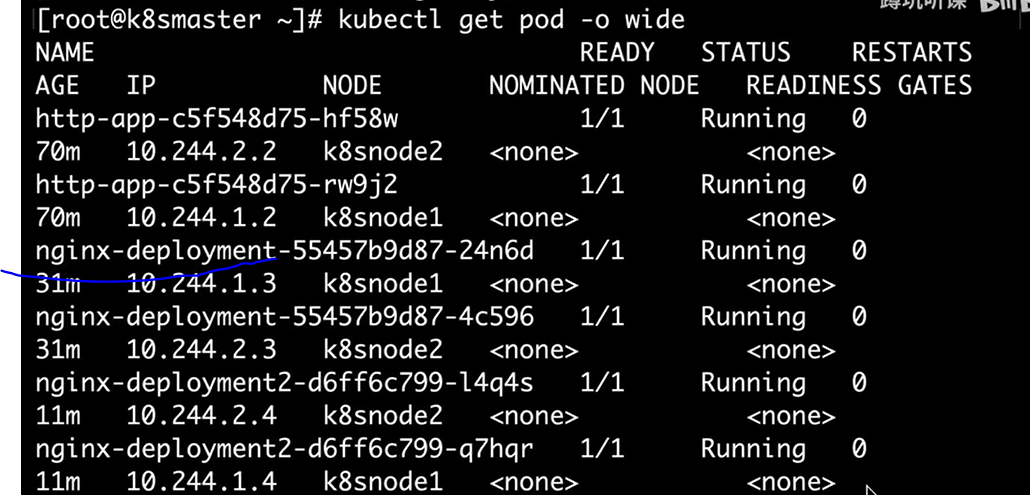 蹲坑听课
[root@k8smaster ~]# kubectl get pod -o wide
NAME READY STATUS RESTARTS
AGE IP NODE NOMINATED NODE READINESS GATES
http-app-c5f548d75-hf58w 1/1 Running 0
70m 10.244.2.2 k8snode2 <none> <none>
http-app-c5f548d75-rw9j2 1/1 Running 0
70m 10.244.1.2 k8snode1 <none> <none>
nginx-deployment-55457b9d87-24n6d 1/1 Running 0
31m 10.244.1.3 k8snode1 <none> <none>
nginx-deployment-55457b9d87-4c596 1/1 Running 0
31m 10.244.2.3 k8snode2 <none> <none>
nginx-deployment2-d6ff6c799-l4q4s 1/1 Running 0
11m 10.244.2.4 k8snode2 <none> <none>
nginx-deployment2-d6ff6c799-q7hqr 1/1 Running 0
11m 10.244.1.4 k8snode1 <none> <none>